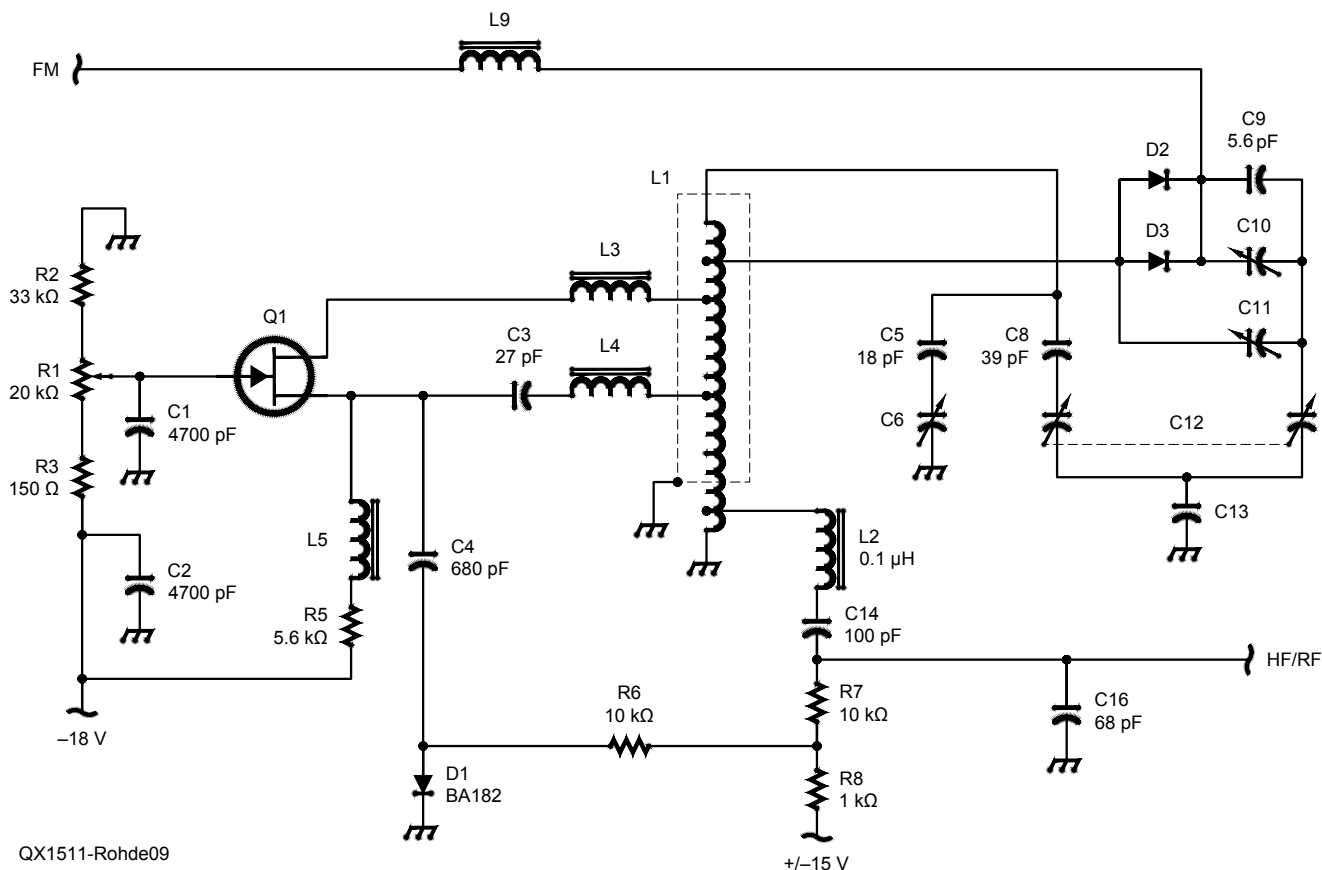 L9
FM
C9
5.6 pF
D2
L1
D3
C10
L3
R2
33 kΩ
Q1
C11
C3
27 pF
L4
C5
18 pF
C8
39 pF
R1
20 kΩ
C1
4700 pF
C6
C12
R3
150 Ω
C13
L5
C4
680 pF
L2
0.1 µH
C2
4700 pF
R5
5.6 kΩ
C14
100 pF
HF/RF
R6
10 kΩ
R7
10 kΩ
C16
68 pF
–18 V
D1
BA182
R8
1 kΩ
QX1511-Rohde09
+/–15 V